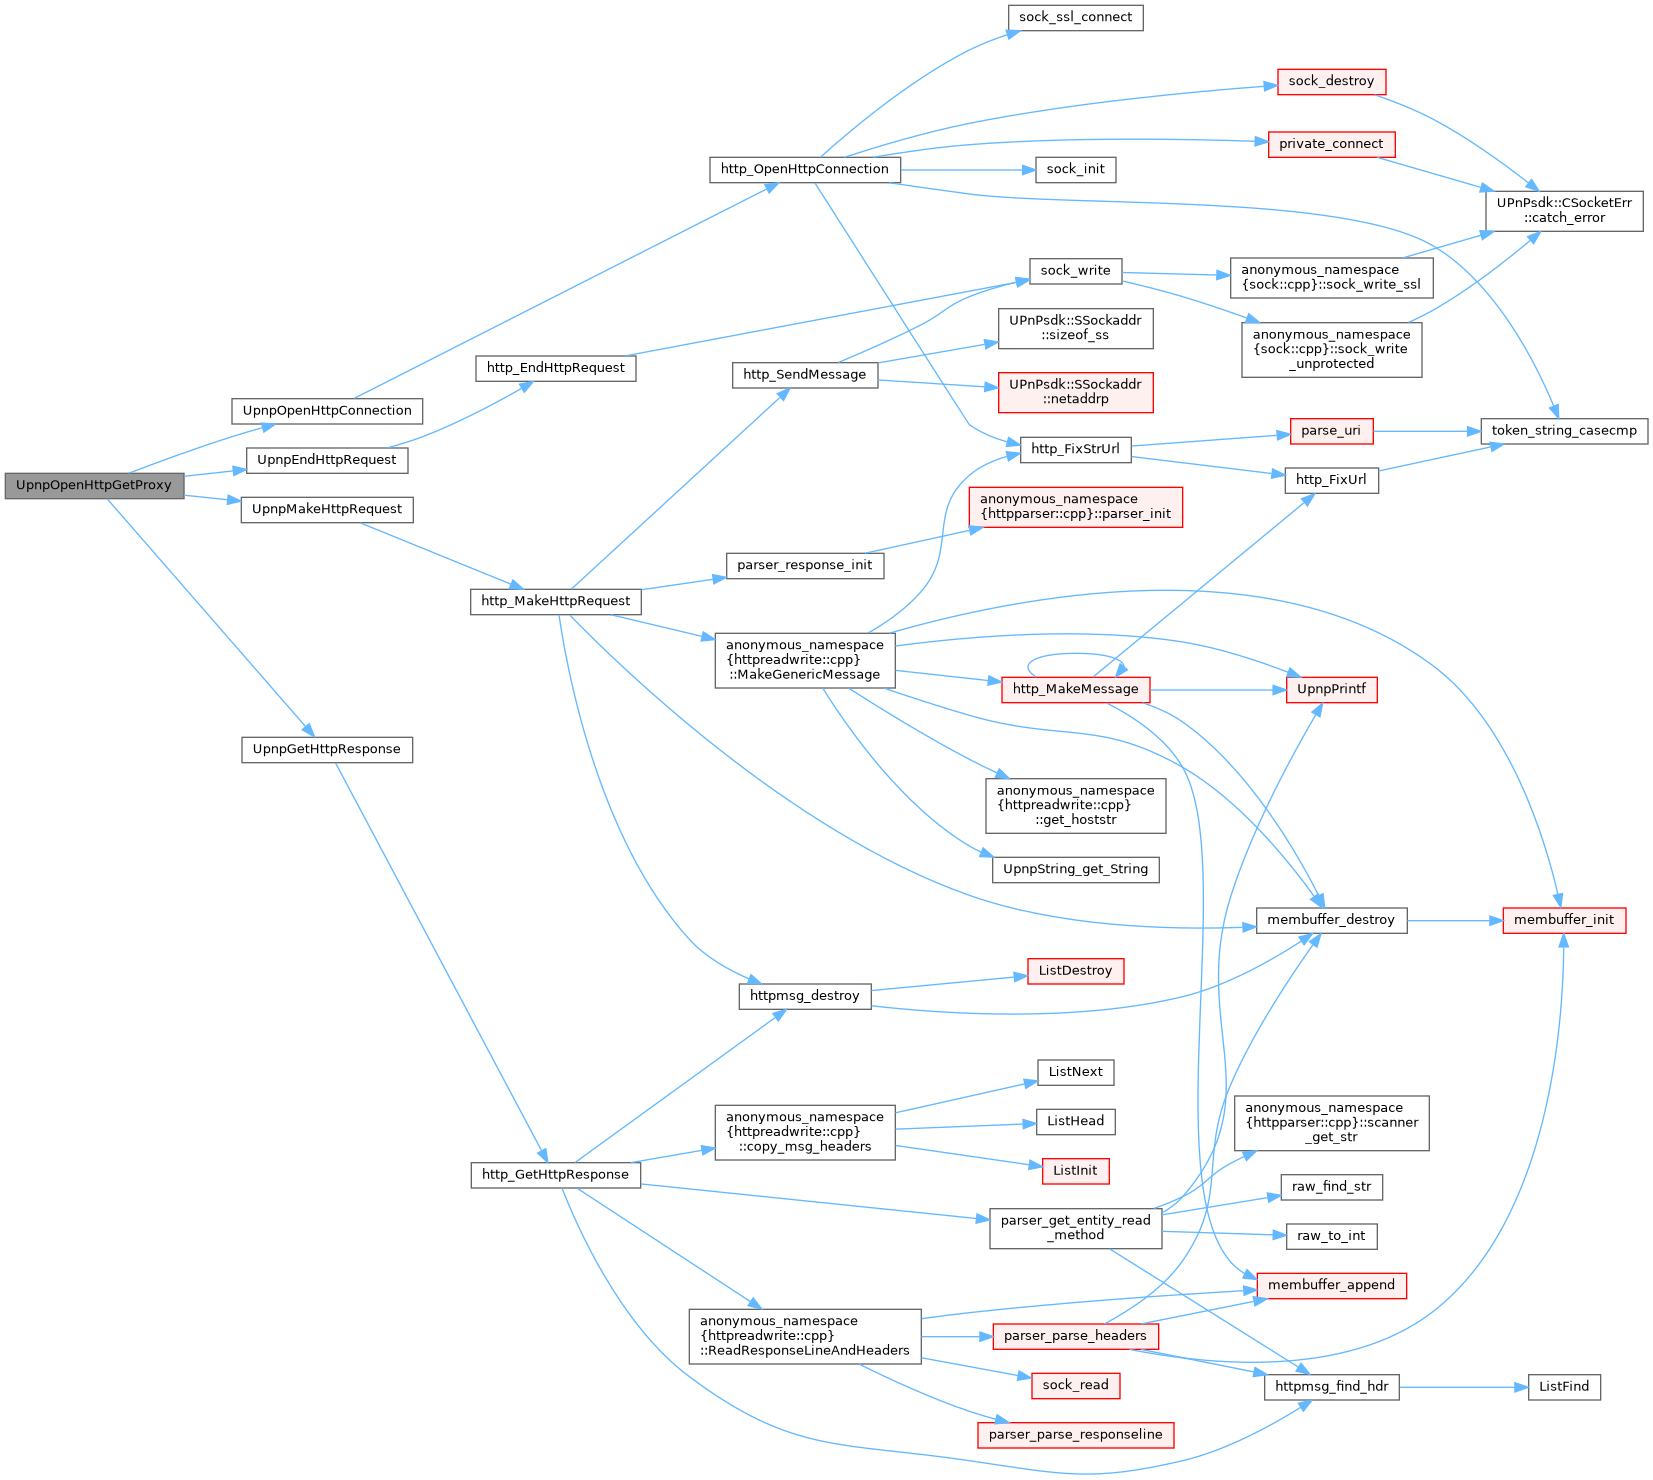 sock_ssl_connect
sock_destroy
private_connect
http_OpenHttpConnection
sock_init
UPnPsdk::CSocketErr
::catch_error
sock_write
anonymous_namespace
{sock::cpp}::sock_write_ssl
UPnPsdk::SSockaddr
::sizeof_ss
anonymous_namespace
{sock::cpp}::sock_write
_unprotected
http_EndHttpRequest
http_SendMessage
UPnPsdk::SSockaddr
::netaddrp
UpnpOpenHttpConnection
parse_uri
token_string_casecmp
http_FixStrUrl
UpnpEndHttpRequest
http_FixUrl
UpnpOpenHttpGetProxy
anonymous_namespace
{httpparser::cpp}::parser_init
UpnpMakeHttpRequest
parser_response_init
http_MakeHttpRequest
anonymous_namespace
{httpreadwrite::cpp}
::MakeGenericMessage
http_MakeMessage
UpnpPrintf
UpnpGetHttpResponse
anonymous_namespace
{httpreadwrite::cpp}
::get_hoststr
UpnpString_get_String
membuffer_destroy
membuffer_init
ListDestroy
httpmsg_destroy
ListNext
ListHead
anonymous_namespace
{httpreadwrite::cpp}
::copy_msg_headers
anonymous_namespace
{httpparser::cpp}::scanner
_get_str
ListInit
http_GetHttpResponse
raw_find_str
parser_get_entity_read
_method
raw_to_int
membuffer_append
anonymous_namespace
{httpreadwrite::cpp}
::ReadResponseLineAndHeaders
parser_parse_headers
sock_read
httpmsg_find_hdr
ListFind
parser_parse_responseline